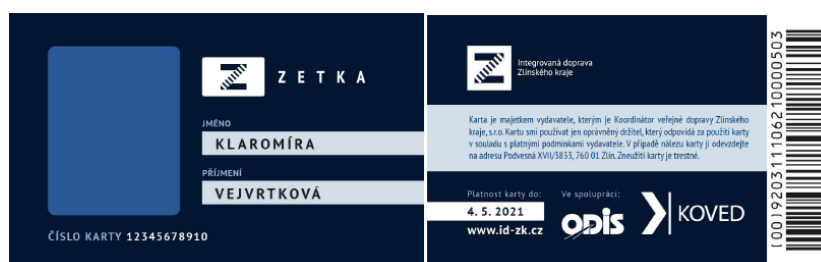 ZETKA
JMÉNO
KLAROMÍRA
PŘÍJMENÍ
VEJVRTKOVÁ
ČÍSLO KARTY 12345678910
Integrovaná doprava
Zlínského kraje
Karta je majetkem vydavatele, kterým je Koordinátor veřejné dopravy Zlínského
kraje, s.r.o. Kartu smí používat jen oprávněný držitel, který odpovídá za použití karty
v souladu s platnými podmínkami vydavatele. V případě nálezu karty ji odevzdejte
na adresu Podvesná XVII/3833, 760 01 Zlín. Zneužití karty je trestné.
Platnost karty do:
4. 5. 2021
www.id-zk.cz
Ve spolupráci:
ODIS
KOVED
(00)920311106210000503